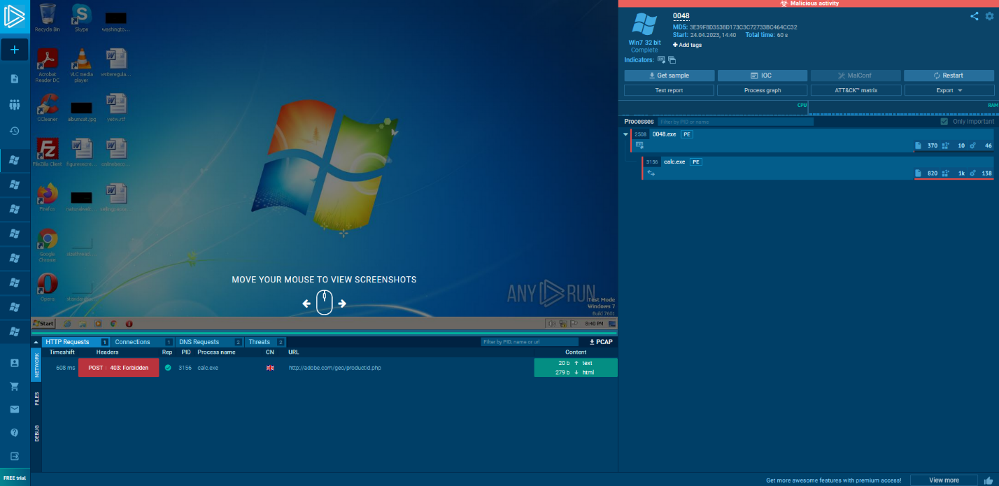 Malicious activity
0048
MD5: 3E39F8D3538D173C3C72733BC464CC32
Start: 24.04.2023, 14:40 Total time: 60 s
Win7 32 bit
Complete
Add tags
Indicators:
Get sample IOC MalConf Restart
Text report Process graph ATT&CK™ matrix Export
CPU RAM
Processes Filter by PID or name Only important
2508 0048.exe PE
370 10 46
3156 calc.exe PE
820 1k 138
Recycle Bin Skype washingto...
Acrobat Reader DC VLC media player
CCleaner albumsat.jpg yetiv.rtf
FileZilla Client
Firefox
Google Chrome
Opera
MOVE YOUR MOUSE TO VIEW SCREENSHOTS
ANY RUN
Test Mode
Windows 7
Build 7601
Start 8:40 PM
HTTP Requests 1 Connections 1 DNS Requests 2 Threats 2 Filter by PID, name or url PCAP
Timeshift Headers Rep PID Process name CN URL Content
608 ms POST 403: Forbidden 3156 calc.exe http://adobe.com/geo/productid.php 20 b text
279 b html
NETWORK
FILES
DEBUG
FREE trial
Get more awesome features with premium access! View more